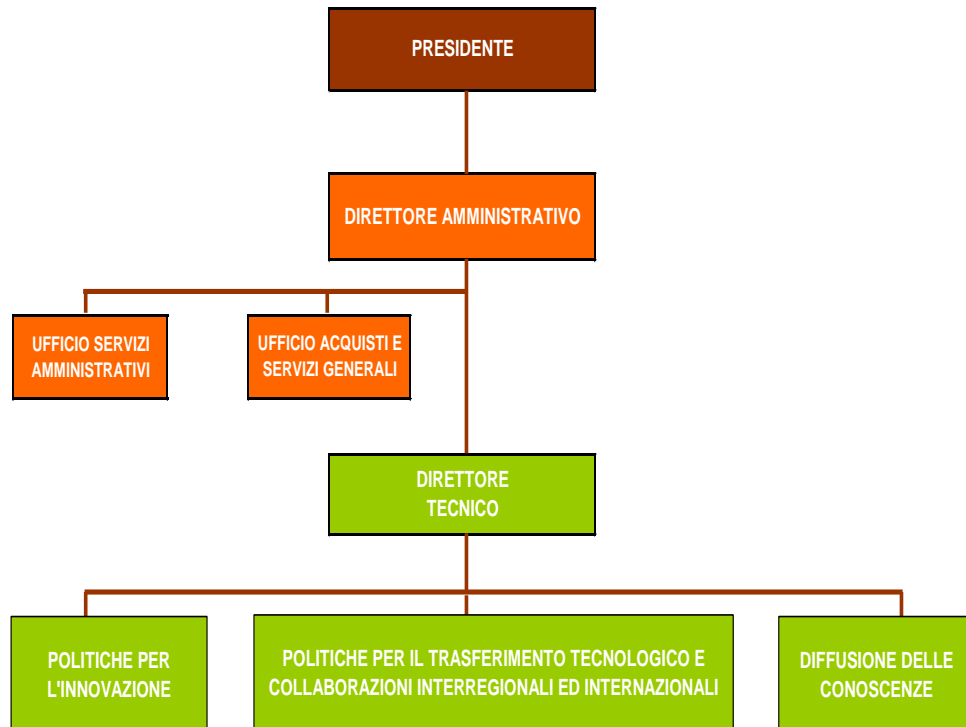 PRESIDENTE
DIRETTORE AMMINISTRATIVO
UFFICIO SERVIZI
AMMINISTRATIVI
UFFICIO ACQUISTI E
SERVIZI GENERALI
DIRETTORE
TECNICO
POLITICHE PER
L'INNOVAZIONE
POLITICHE PER IL TRASFERIMENTO TECNOLOGICO E
COLLABORAZIONI INTERREGIONALI ED INTERNAZIONALI
DIFFUSIONE DELLE
CONOSCENZE